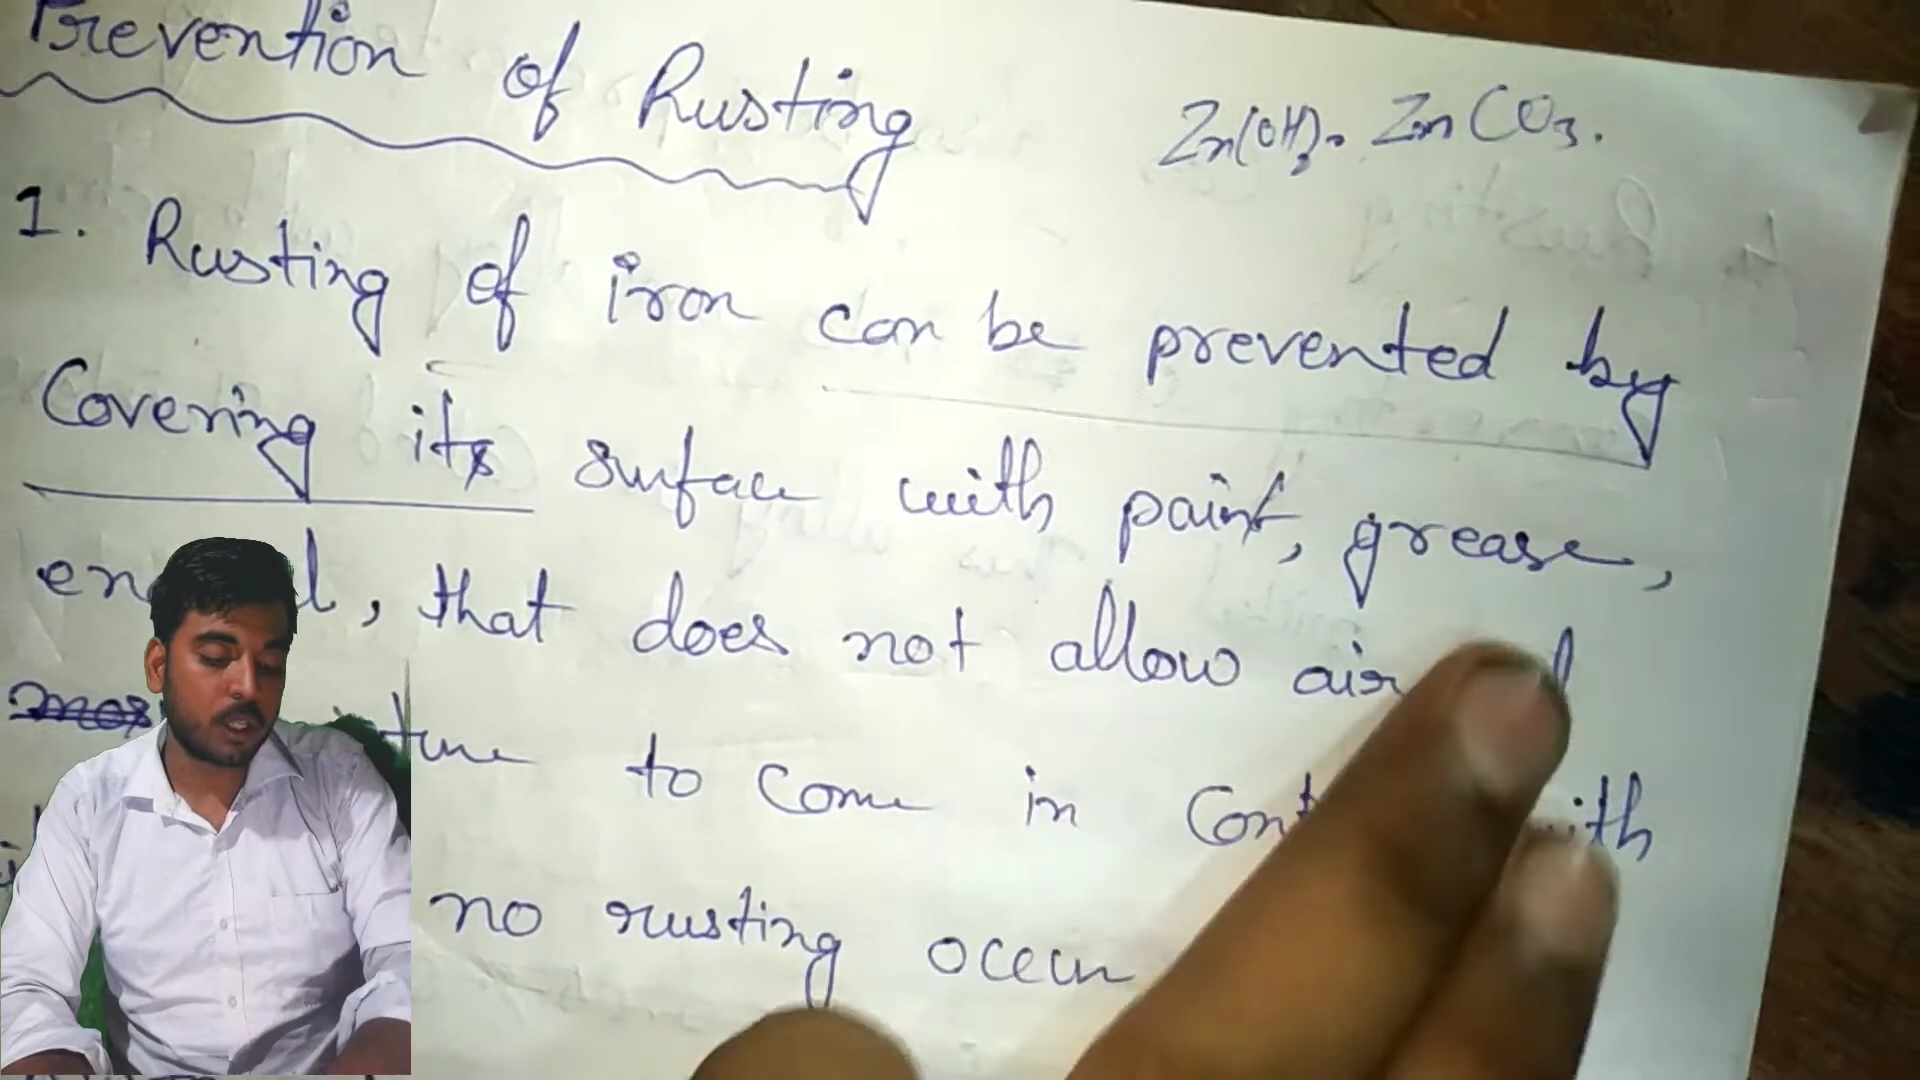 Prevention of Rusting
Zn(OH)2. ZnCO3.
1. Rusting of iron can be prevented by
Covering its surface with paint, grease,
that does not allow air
to come in with
no rusting occur